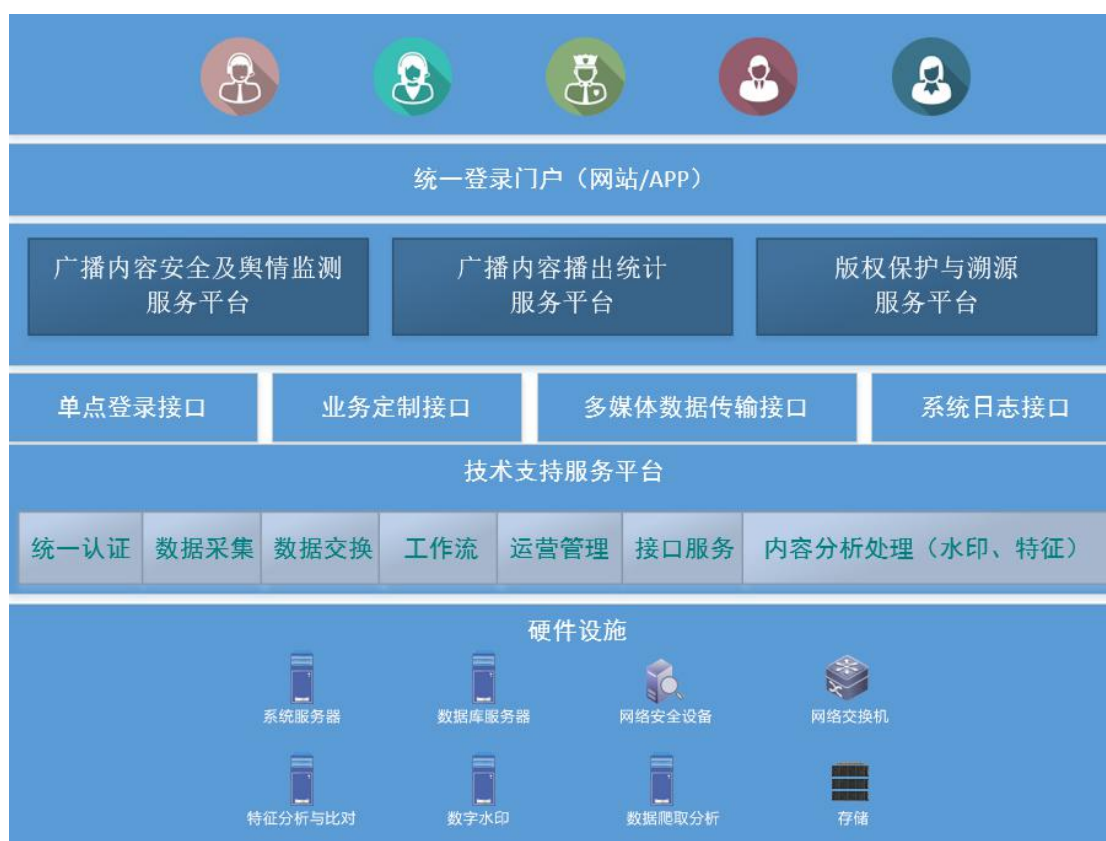 统一登录门户（网站/APP）
广播内容安全及舆情监测
服务平台
广播内容播出统计
服务平台
版权保护与溯源
服务平台
单点登录接口
业务定制接口
多媒体数据传输接口
系统日志接口
技术支持服务平台
统一认证
数据采集
数据交换
工作流
运营管理
接口服务
内容分析处理（水印、特征）
硬件设施
系统服务器
数据库服务器
网络安全设备
网络交换机
特征分析与比对
数字水印
数据爬取分析
存储